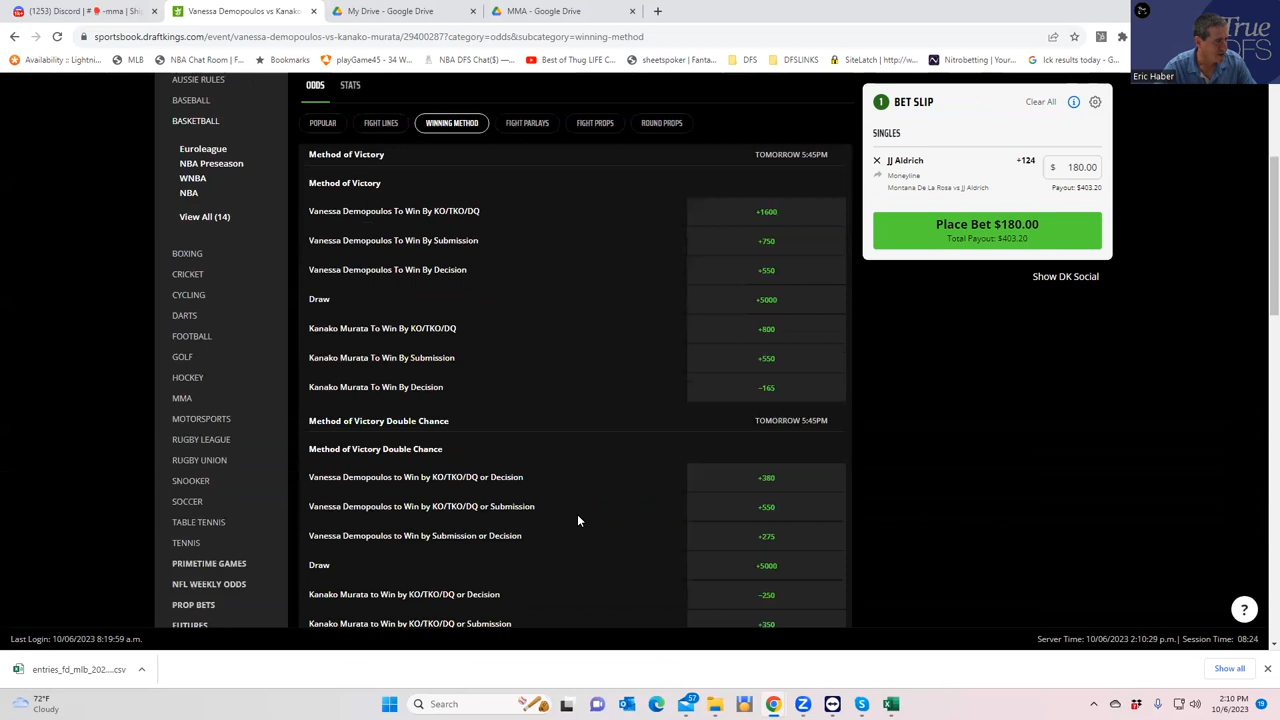 (1253) Discord | # 🥊-mma | Ship
Vanessa Demopoulos vs Kanako
My Drive - Google Drive
MMA - Google Drive
sportsbook.draftkings.com/event/vanessa-demopoulos-vs-kanako-murata/29400287?category=odds&subcategory=winning-method
Availability :: Lightni...
MLB
NBA Chat Room | F...
Bookmarks
playGame45 - 34 W...
NBA DFS Chat($)—...
Best of Thug LIFE C...
sheetspoker | Fanta...
DFS
DFSLINKS
SiteLatch | http://w...
Nitrobetting | Your...
lck results today - G...
True
DFS
Eric Haber
AUSSIE RULES
BASEBALL
BASKETBALL
Euroleague
NBA Preseason
WNBA
NBA
View All (14)
BOXING
CRICKET
CYCLING
DARTS
FOOTBALL
GOLF
HOCKEY
MMA
MOTORSPORTS
RUGBY LEAGUE
RUGBY UNION
SNOOKER
SOCCER
TABLE TENNIS
TENNIS
PRIMETIME GAMES
NFL WEEKLY ODDS
PROP BETS
FUTURES
ODDS STATS
POPULAR FIGHT LINES WINNING METHOD FIGHT PARLAYS FIGHT PROPS ROUND PROPS
Method of Victory TOMORROW 5:45PM
Method of Victory
Vanessa Demopoulos To Win By KO/TKO/DQ +1600
Vanessa Demopoulos To Win By Submission +750
Vanessa Demopoulos To Win By Decision +550
Draw +5000
Kanako Murata To Win By KO/TKO/DQ +800
Kanako Murata To Win By Submission +550
Kanako Murata To Win By Decision −165
Method of Victory Double Chance TOMORROW 5:45PM
Method of Victory Double Chance
Vanessa Demopoulos to Win by KO/TKO/DQ or Decision +380
Vanessa Demopoulos to Win by KO/TKO/DQ or Submission +550
Vanessa Demopoulos to Win by Submission or Decision +275
Draw +5000
Kanako Murata to Win by KO/TKO/DQ or Decision −250
Kanako Murata to Win by KO/TKO/DQ or Submission +350
1 BET SLIP Clear All
SINGLES
JJ Aldrich +124 $ 180.00
Moneyline
Montana De La Rosa vs JJ Aldrich Payout: $403.20
Place Bet $180.00
Total Payout: $403.20
Show DK Social
?
Last Login: 10/06/2023 8:19:59 a.m.
Server Time: 10/06/2023 2:10:29 p.m. | Session Time: 08:24
entries_fd_mlb_202....csv
Show all
72°F
Cloudy
Search
57
2:10 PM
10/6/2023
19